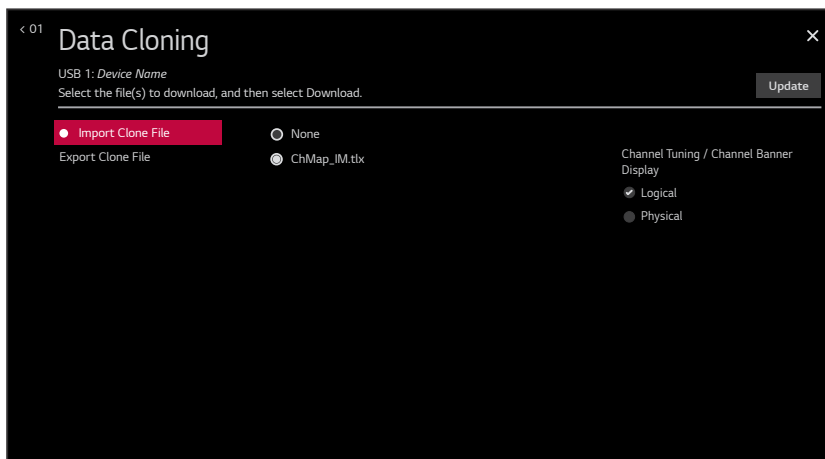 < 01
Data Cloning
USB 1: Device Name
Select the file(s) to download, and then select Download.
Update
Import Clone File
Export Clone File
None
ChMap_IM.tlx
Channel Tuning / Channel Banner
Display
Logical
Physical